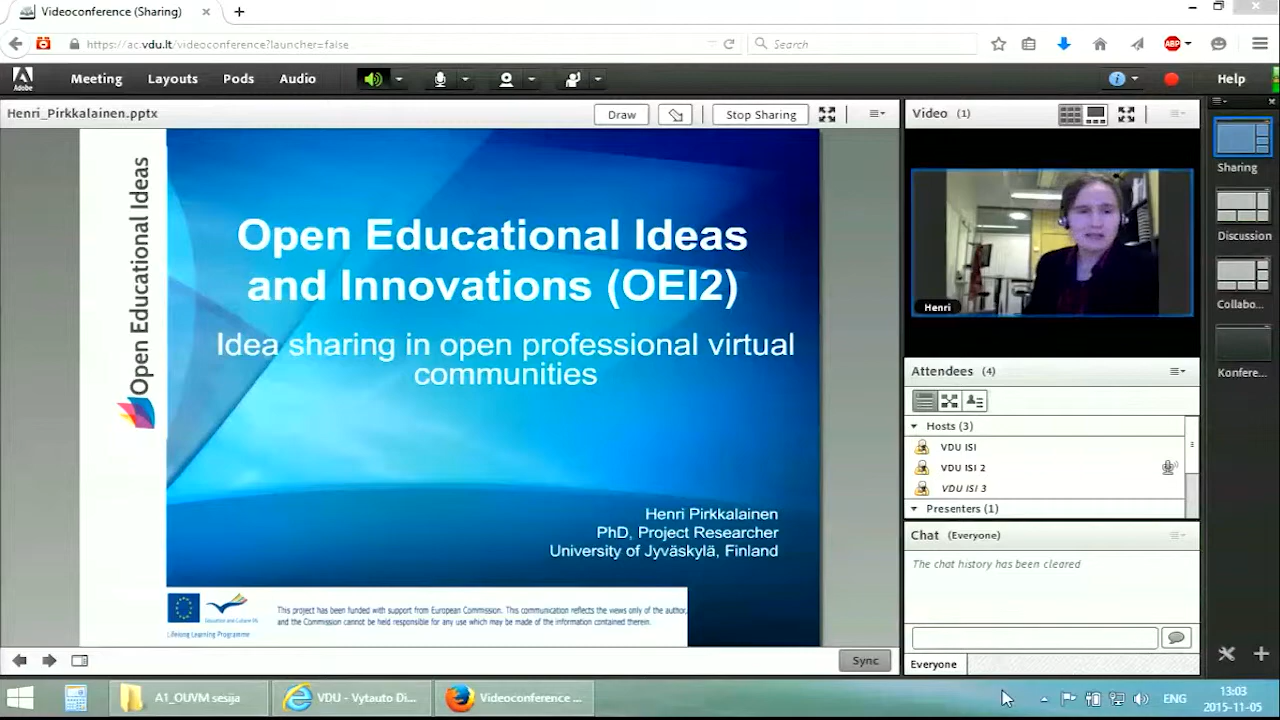 Videoconference (Sharing)
https://ac.vdu.lt/videoconference?launcher=false
Search
ABP
Adobe
Meeting
Layouts
Pods
Audio
Help
Henri_Pirkkalainen.pptx
Draw
Stop Sharing
Video (1)
Sharing
Discussion
Collabo...
Konfere...
Open Educational Ideas
Open Educational Ideas
and Innovations (OEI2)
Idea sharing in open professional virtual
communities
Henri Pirkkalainen
PhD, Project Researcher
University of Jyväskylä, Finland
Education and Culture DG
Lifelong Learning Programme
This project has been funded with support from European Commission. This communication reflects the views only of the author,
and the Commission cannot be held responsible for any use which may be made of the information contained therein.
Henri
Attendees (4)
Hosts (3)
VDU ISI
VDU ISI 2
VDU ISI 3
Presenters (1)
Chat (Everyone)
The chat history has been cleared
Everyone
Sync
A1_OUVM sesija
VDU - Vytauto Di...
Videoconference ...
ENG
13:03
2015-11-05